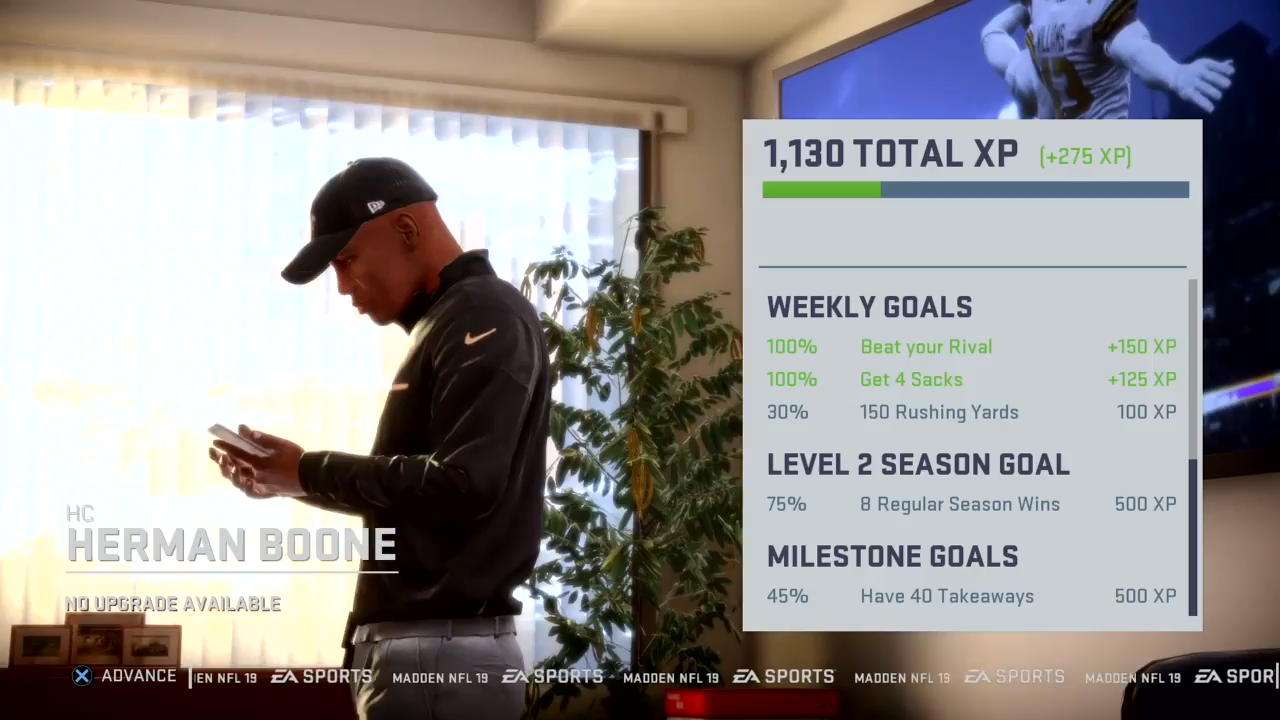 1,130 TOTAL XP (+275 XP)
WEEKLY GOALS
100% Beat your Rival +150 XP
100% Get 4 Sacks +125 XP
30% 150 Rushing Yards 100 XP
LEVEL 2 SEASON GOAL
75% 8 Regular Season Wins 500 XP
MILESTONE GOALS
45% Have 40 Takeaways 500 XP
HC
HERMAN BOONE
NO UPGRADE AVAILABLE
ADVANCE EN NFL 19 EA SPORTS MADDEN NFL 19 EA SPORTS MADDEN NFL 19 EA SPORTS MADDEN NFL 19 EA SPORTS MADDEN NFL 19 EA SPOR